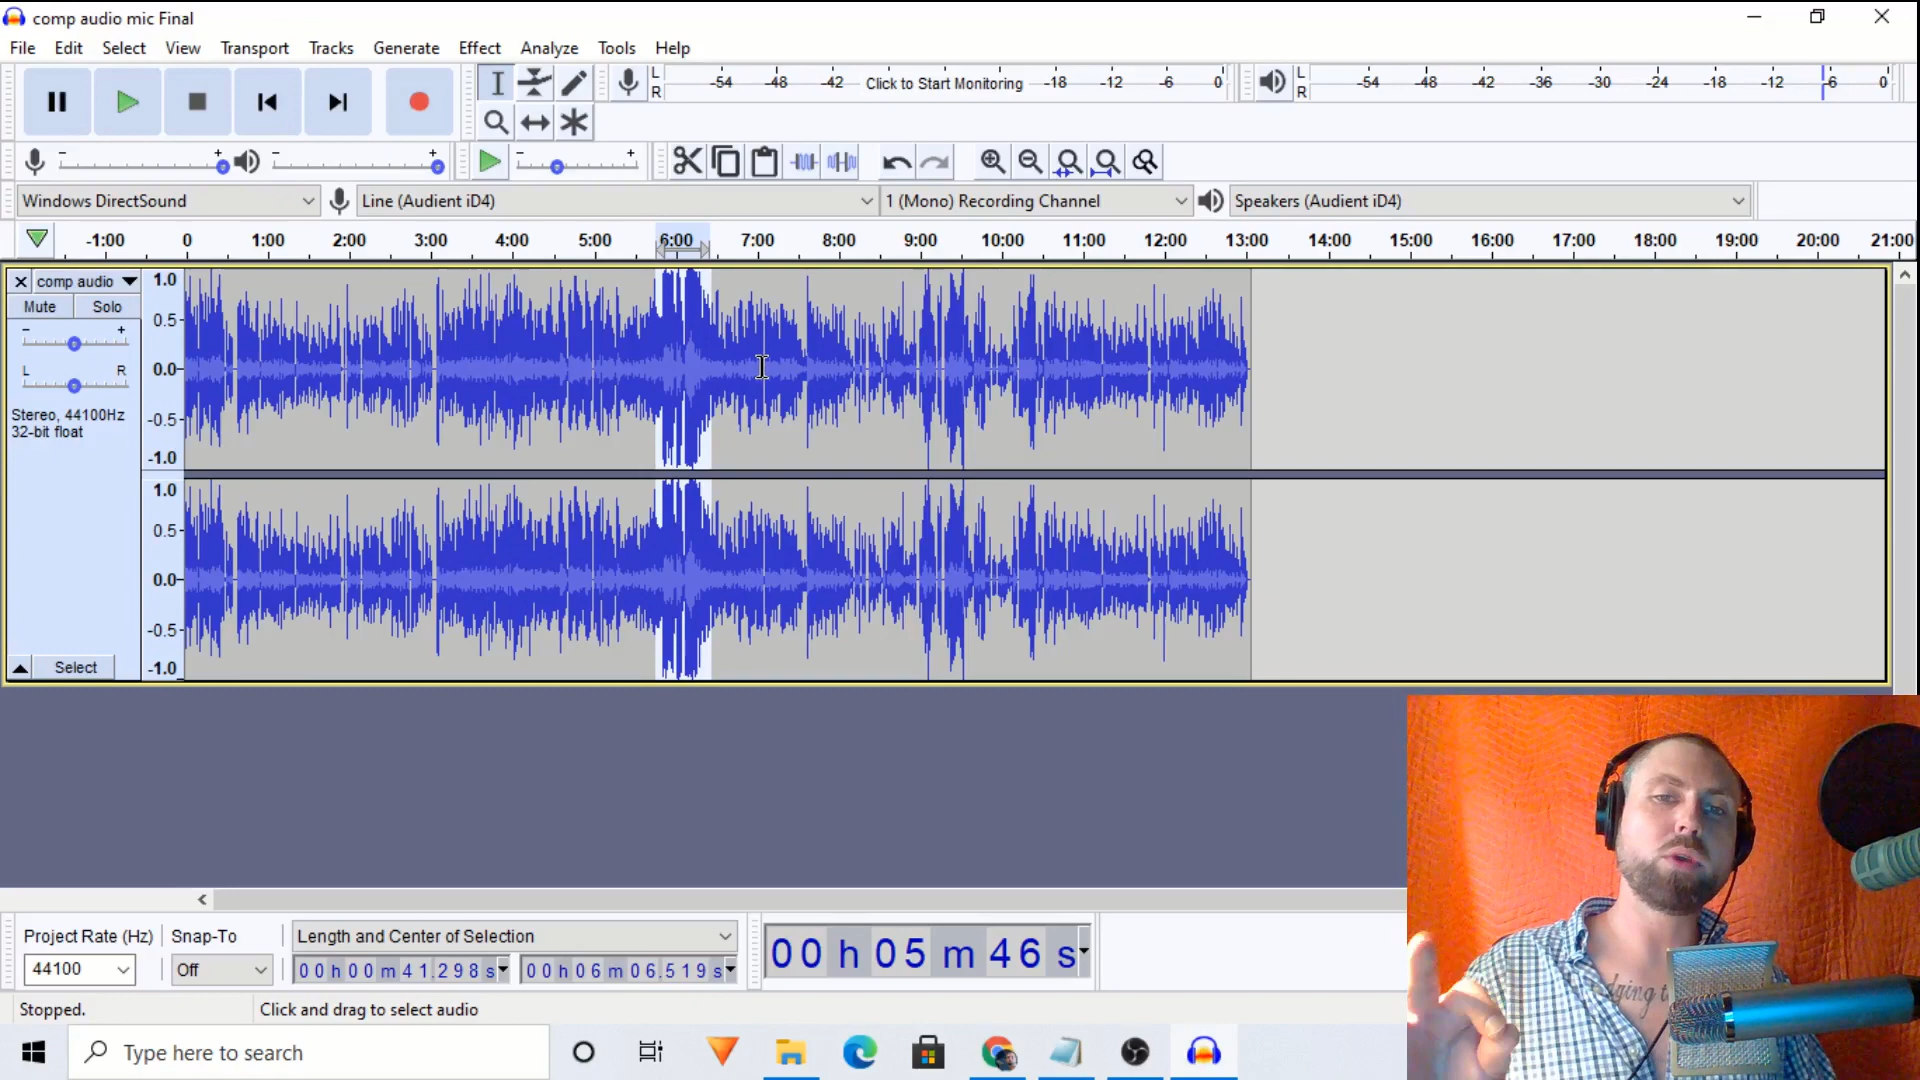 comp audio mic Final
File Edit Select View Transport Tracks Generate Effect Analyze Tools Help
L R -54 -48 -42 Click to Start Monitoring -18 -12 -6 0
L R -54 -48 -42 -36 -30 -24 -18 -12 -6 0
- + - + - +
Windows DirectSound Line (Audient iD4) 1 (Mono) Recording Channel Speakers (Audient iD4)
-1:00 0 1:00 2:00 3:00 4:00 5:00 6:00 7:00 8:00 9:00 10:00 11:00 12:00 13:00 14:00 15:00 16:00 17:00 18:00 19:00 20:00 21:00
comp audio
Mute Solo
- +
L R
Stereo, 44100Hz
32-bit float
Select
1.0
0.5-
0.0-
-0.5-
-1.0
1.0
0.5-
0.0-
-0.5-
-1.0
Project Rate (Hz) Snap-To Length and Center of Selection
44100 Off 00 h 00 m 41.298 s 00 h 06 m 06.519 s
00 h 05 m 46 s
Stopped. Click and drag to select audio
Type here to search